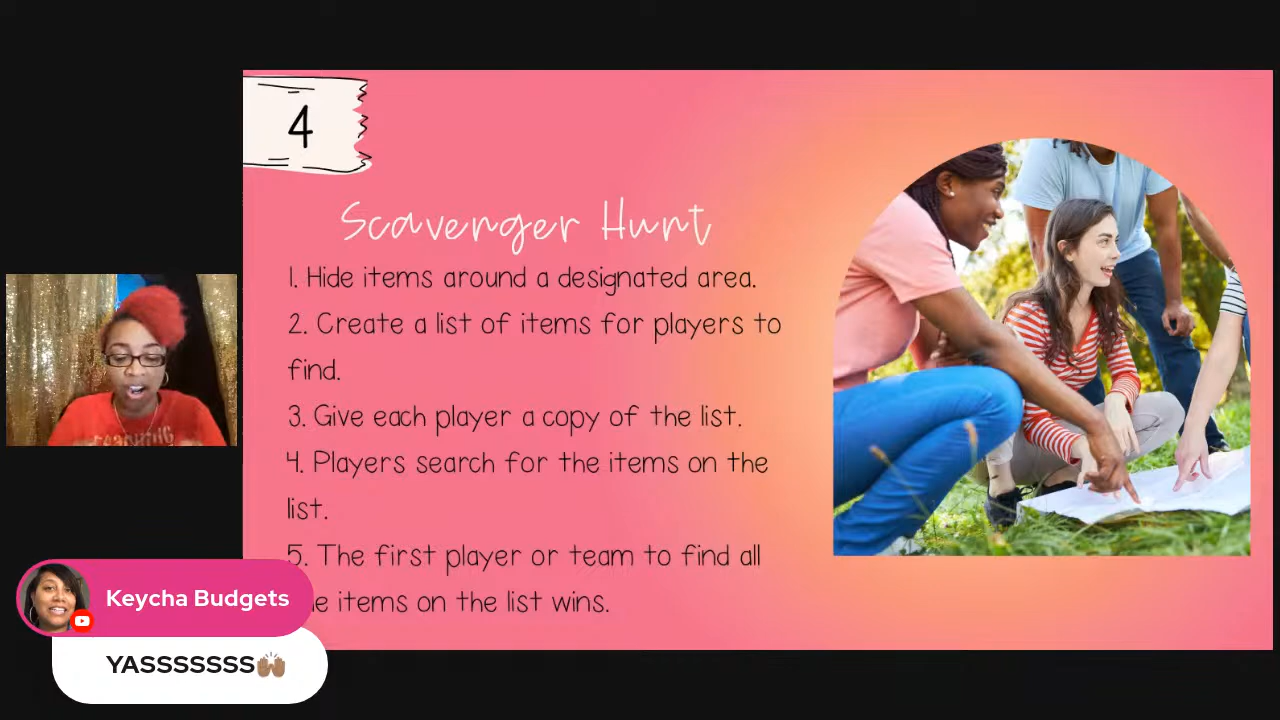 4
Scavenger Hunt
1. Hide items around a designated area.
2. Create a list of items for players to
find.
3. Give each player a copy of the list.
4. Players search for the items on the
list.
5. The first player or team to find all
items on the list wins.
Keycha Budgets
YASSSSSSS🙌🏽